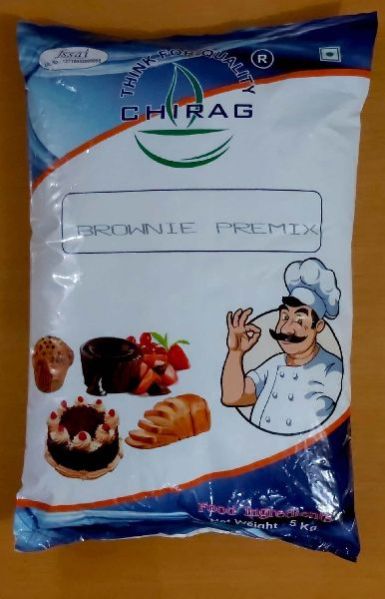 fssai
THINK FOR QUALITY
®
CHIRAG
BROWNIE PREMIX
Food Ingredients
Net Weight 5 Kg